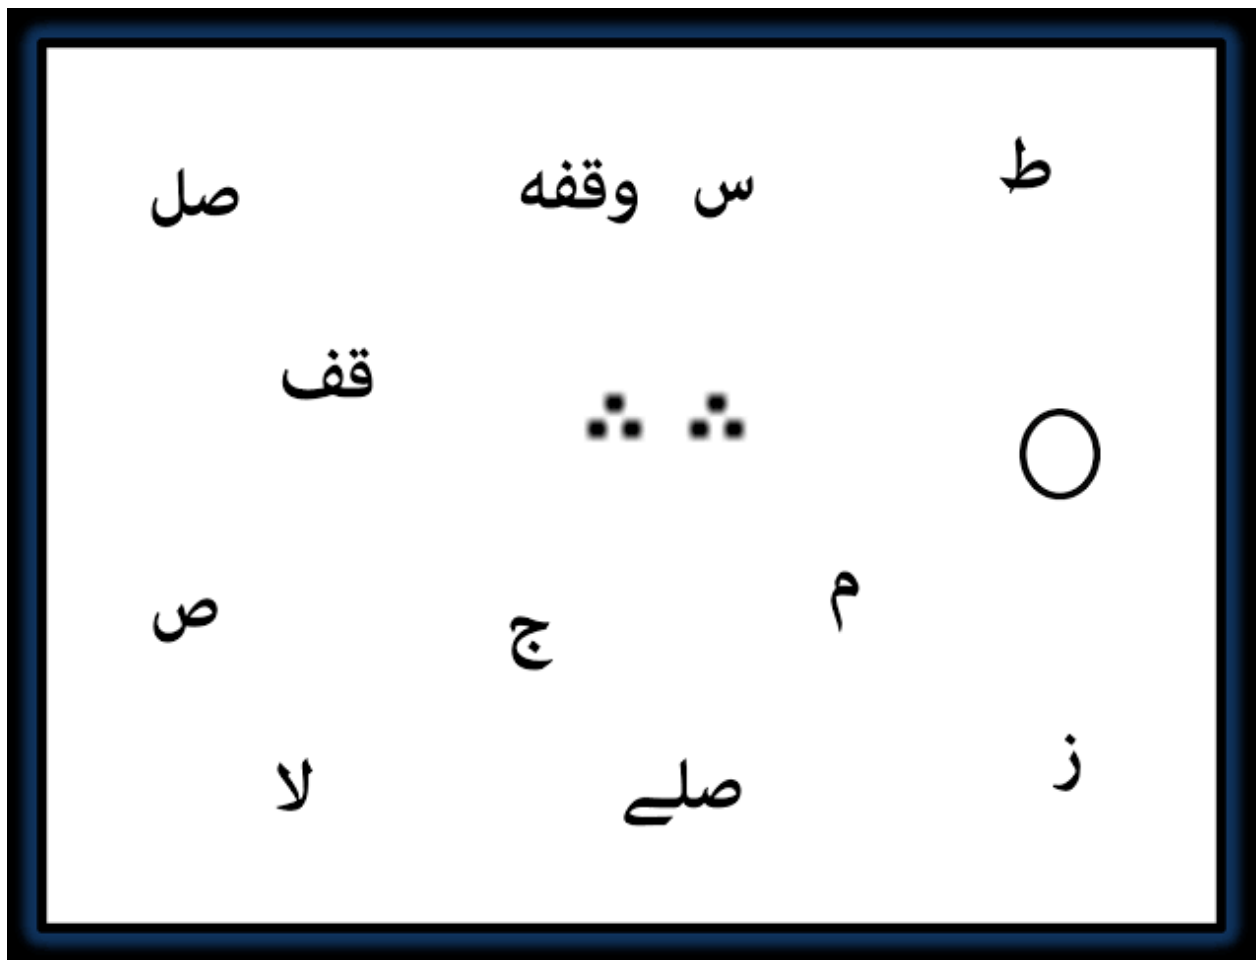 ط
س وقفه صل
قف
∴ ∴
○
م
ج ص
ز
صلے لا